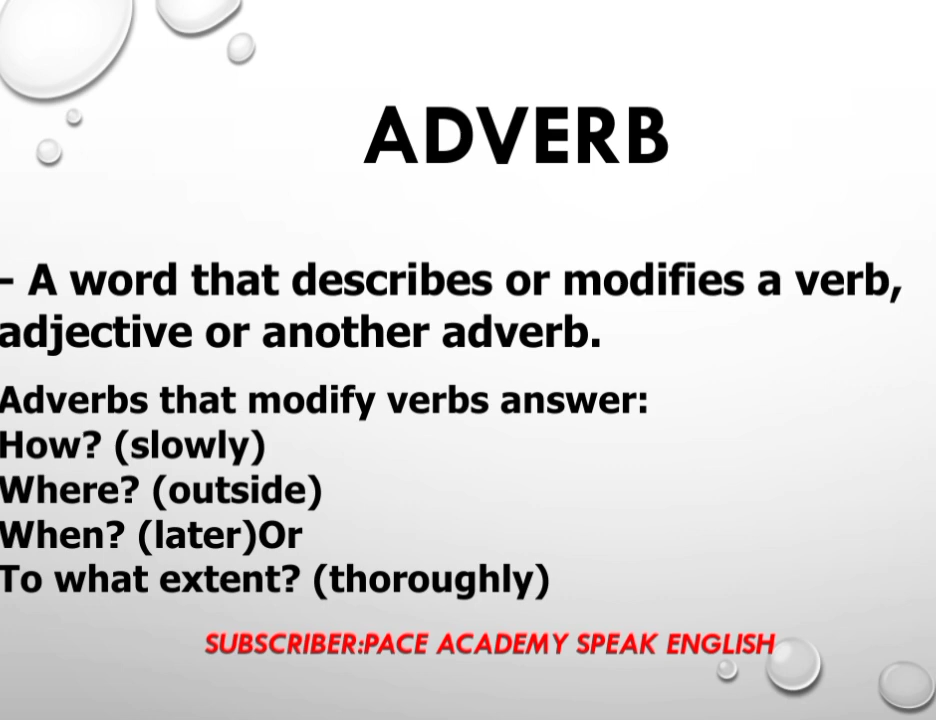 ADVERB
- A word that describes or modifies a verb,
adjective or another adverb.
Adverbs that modify verbs answer:
How? (slowly)
Where? (outside)
When? (later)Or
To what extent? (thoroughly)
SUBSCRIBER:PACE ACADEMY SPEAK ENGLISH